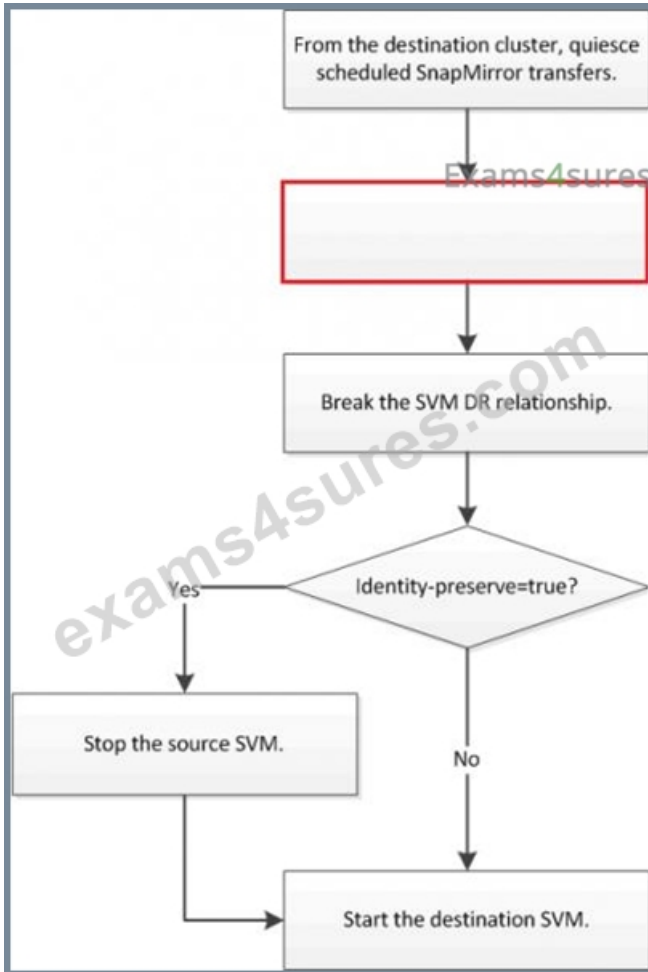 From the destination cluster, quiesce
scheduled SnapMirror transfers.
Exams4sures
Break the SVM DR relationship.
exams4sures.com
Identity-preserve=true?
Yes
Stop the source SVM.
No
Start the destination SVM.